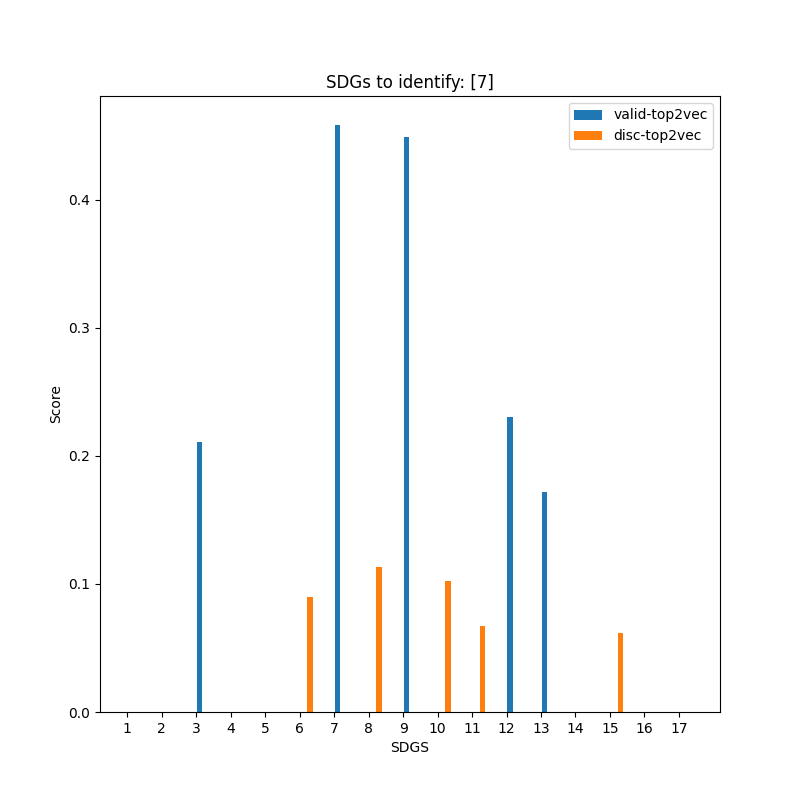 SDGs to identify: [7]
valid-top2vec
disc-top2vec
Score
0.4
0.3
0.2
0.1
0.0
1 2 3 4 5 6 7 8 9 10 11 12 13 14 15 16 17
SDGS